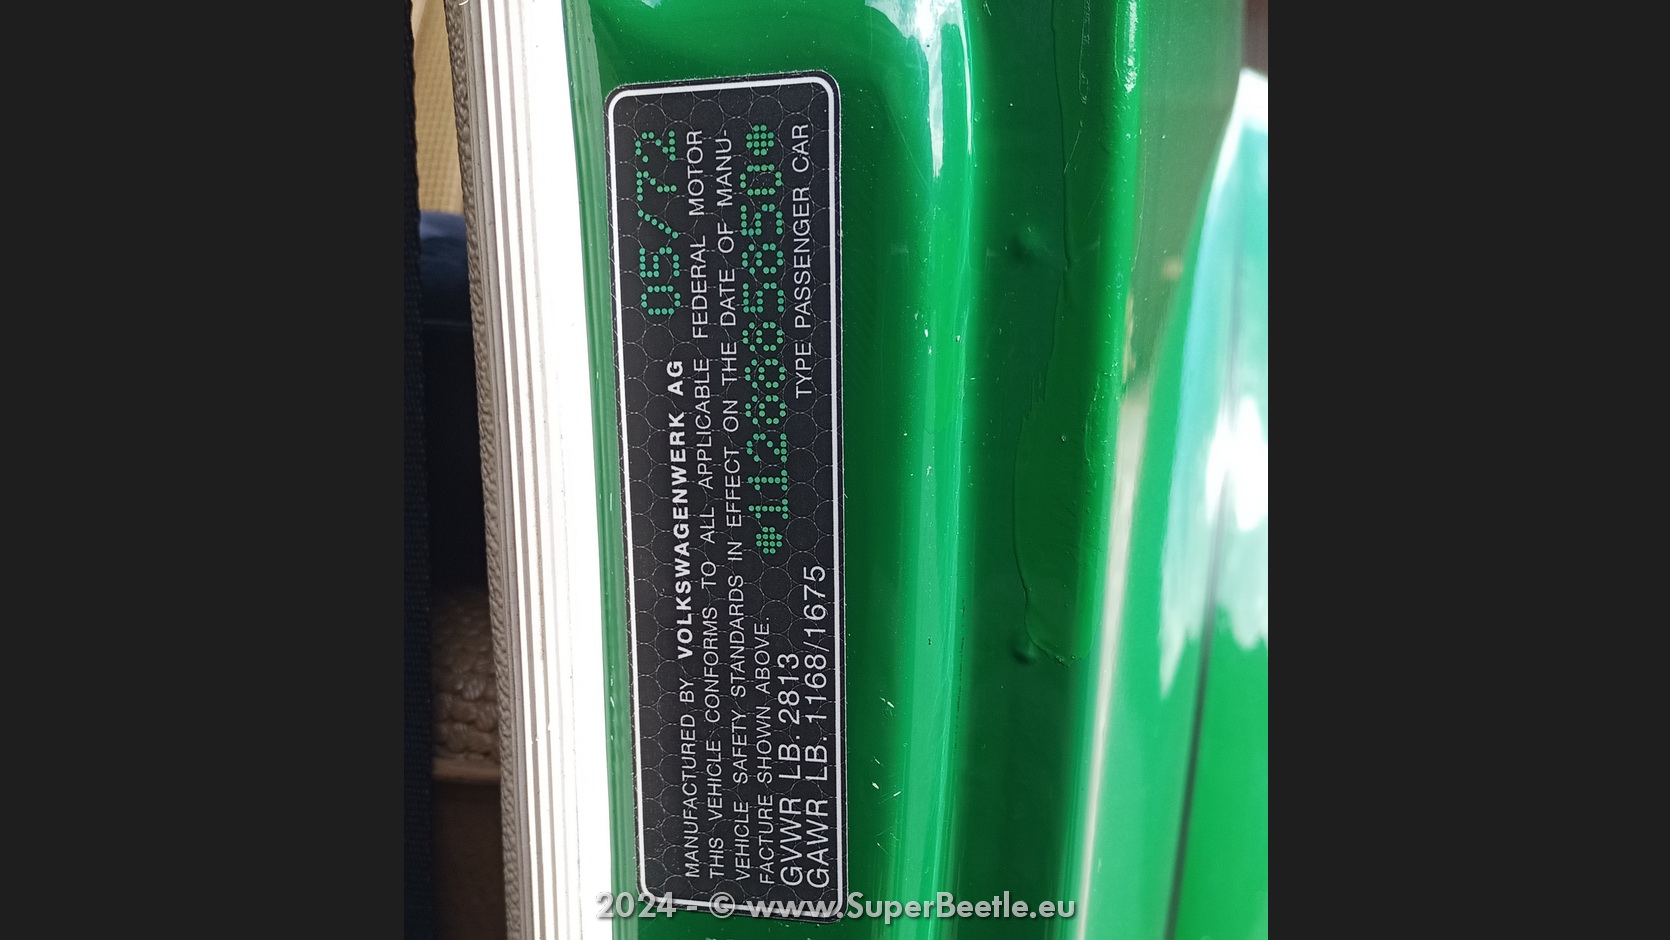 MANUFACTURED BY VOLKSWAGENWERK AG 05/72
THIS VEHICLE CONFORMS TO ALL APPLICABLE FEDERAL MOTOR
VEHICLE SAFETY STANDARDS IN EFFECT ON THE DATE OF MANU-
FACTURE SHOWN ABOVE.
GVWR LB: 2813 TYPE PASSENGER CAR
GAWR LB: 1168/1675
2024 - © www.SuperBeetle.eu